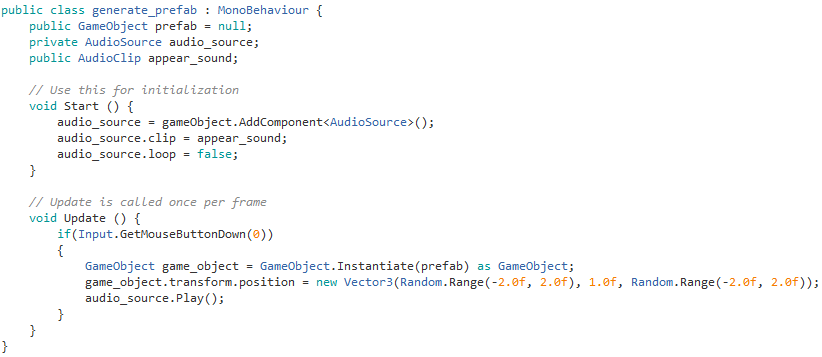 public class generate_prefab : MonoBehaviour {
    public GameObject prefab = null;
    private AudioSource audio_source;
    public AudioClip appear_sound;

    // Use this for initialization
    void Start () {
        audio_source = gameObject.AddComponent<AudioSource>();
        audio_source.clip = appear_sound;
        audio_source.loop = false;
    }

    // Update is called once per frame
    void Update () {
        if(Input.GetMouseButtonDown(0))
        {
            GameObject game_object = GameObject.Instantiate(prefab) as GameObject;
            game_object.transform.position = new Vector3(Random.Range(-2.0f, 2.0f), 1.0f, Random.Range(-2.0f, 2.0f));
            audio_source.Play();
        }
    }
}